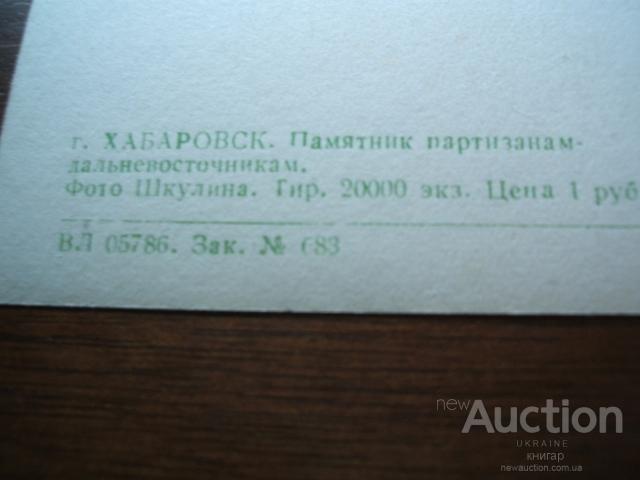 г. ХАБАРОВСК. Памятник партизанам-
дальневосточникам.
Фото Шкулина. Тир. 20000 экз. Цена 1 руб
ВЛ 05786. Зак. № 683
newAuction
UKRAINE
книгар
newauction.com.ua